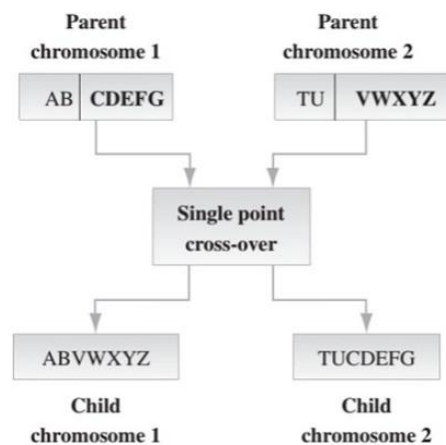 Parent
chromosome 1
Parent
chromosome 2
AB CDEFG
TU VWXYZ
Single point
cross-over
ABVWXYZ
TUCDEFG
Child
chromosome 1
Child
chromosome 2